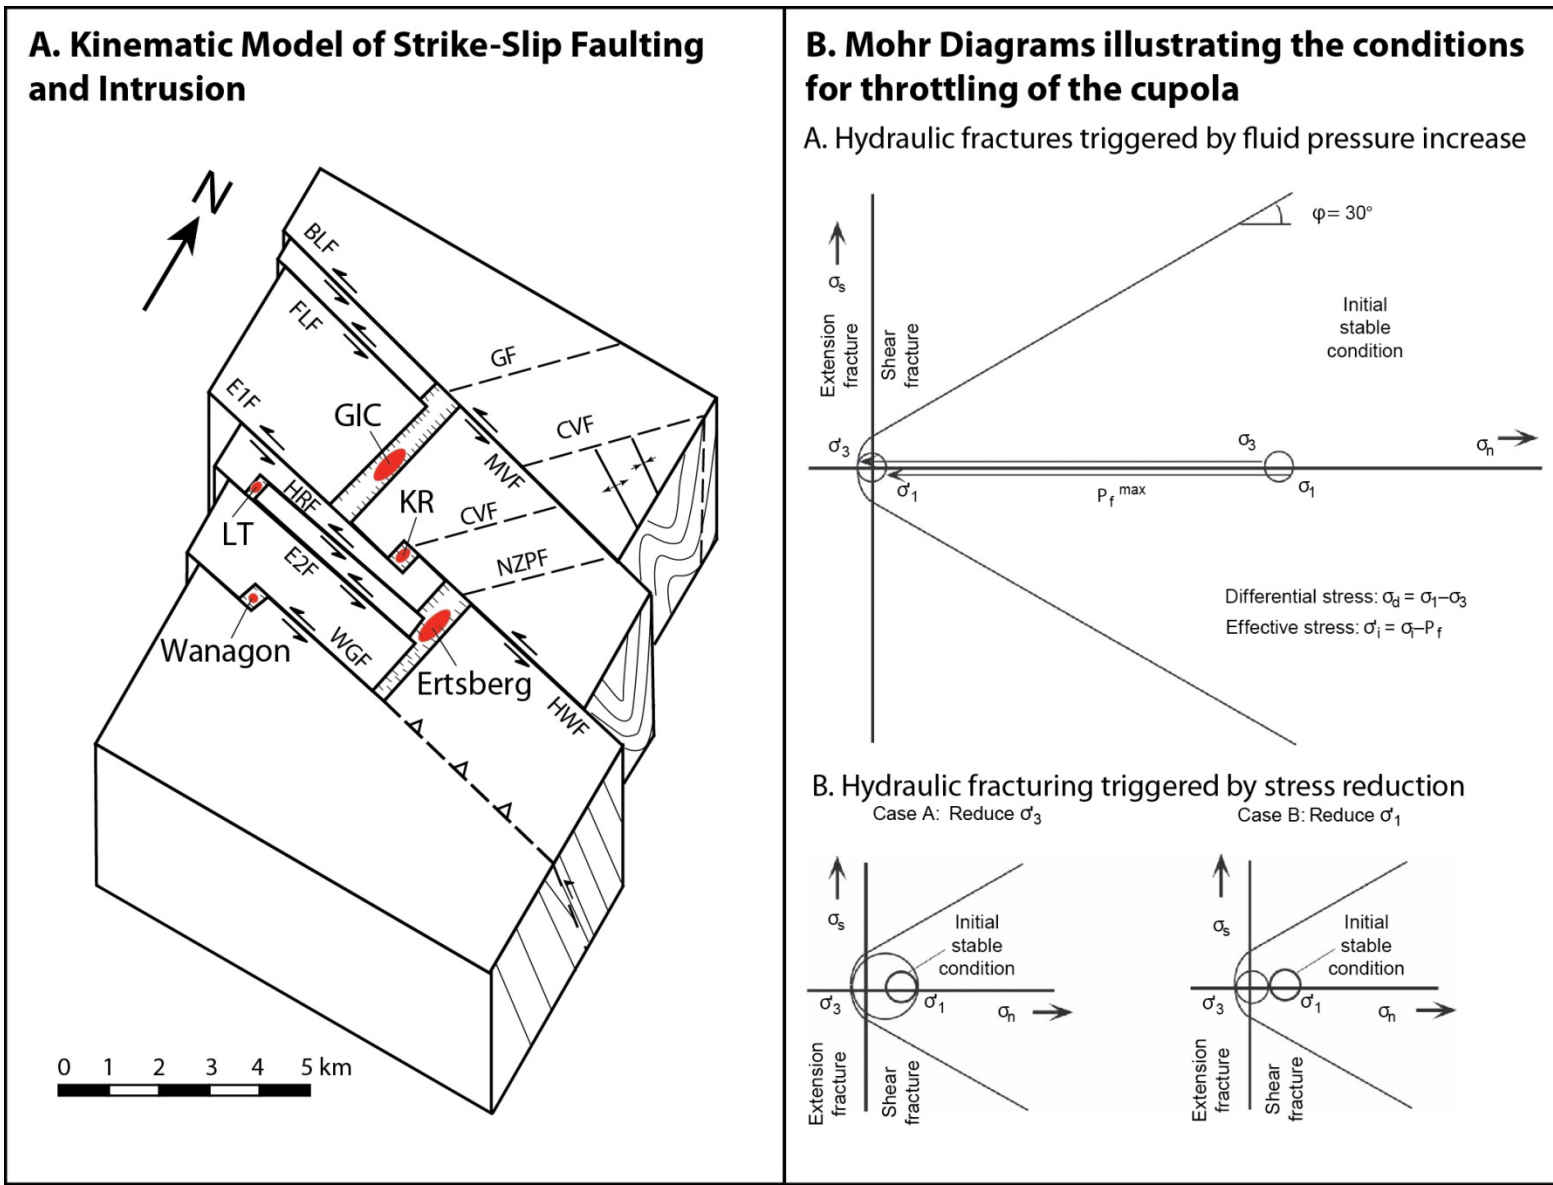 A. Kinematic Model of Strike-Slip Faulting
and Intrusion
N
BLF
FLF
GF
E1F
GIC
CVF
MVF
HRF
KR
LT
CVF
E2F
NZPF
Wanagon
WGF
Ertsberg
HWF
0 1 2 3 4 5 km
B. Mohr Diagrams illustrating the conditions
for throttling of the cupola
A. Hydraulic fractures triggered by fluid pressure increase
φ= 30°
σs
Extension
fracture
Shear
fracture
Initial
stable
condition
σ'3
σ3
σn
σ'1
Pf max
σ1
Differential stress: σd = σ1–σ3
Effective stress: σ'i = σi–Pf
B. Hydraulic fracturing triggered by stress reduction
Case A: Reduce σ'3
σs
Initial
stable
condition
σ'3
σ'1
σn
Extension
fracture
Shear
fracture
Case B: Reduce σ'1
σs
Initial
stable
condition
σ'3
σ'1
σn
Extension
fracture
Shear
fracture